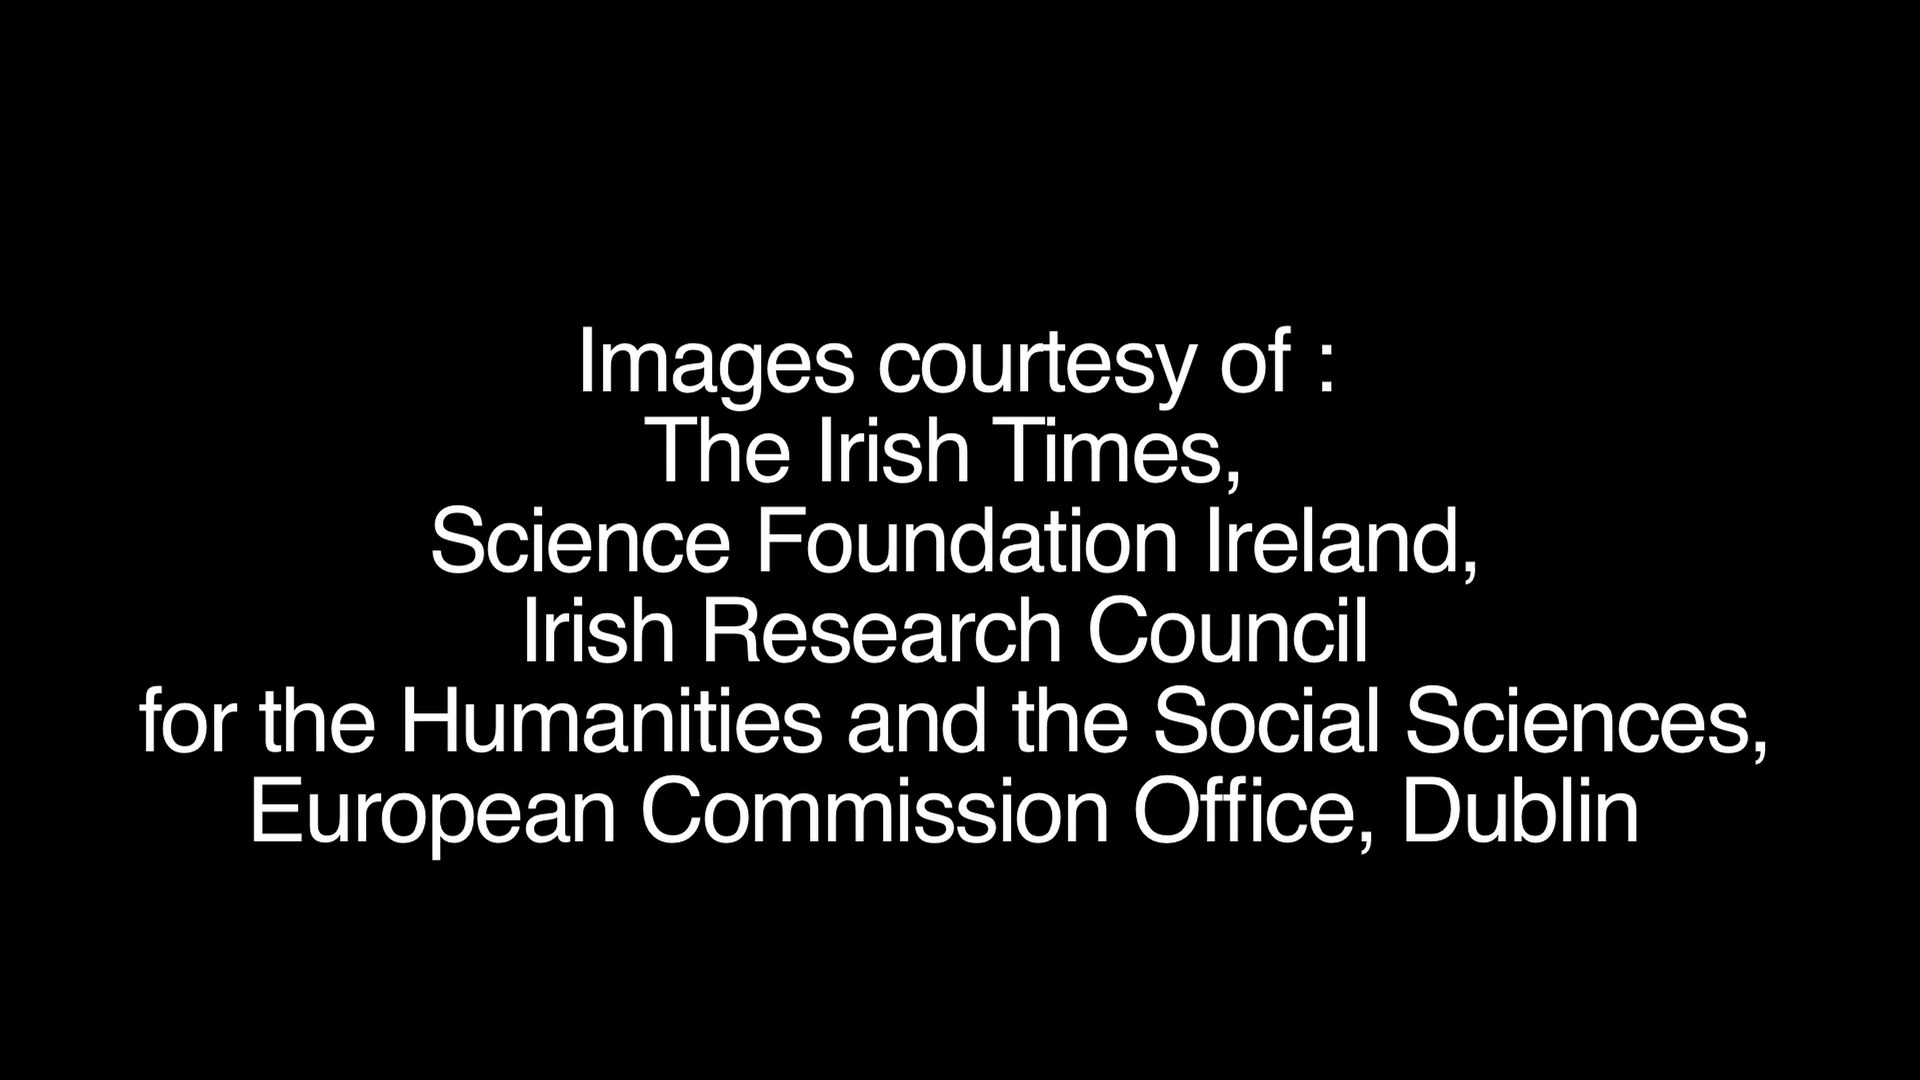 Images courtesy of :
The Irish Times,
Science Foundation Ireland,
Irish Research Council
for the Humanities and the Social Sciences,
European Commission Office, Dublin